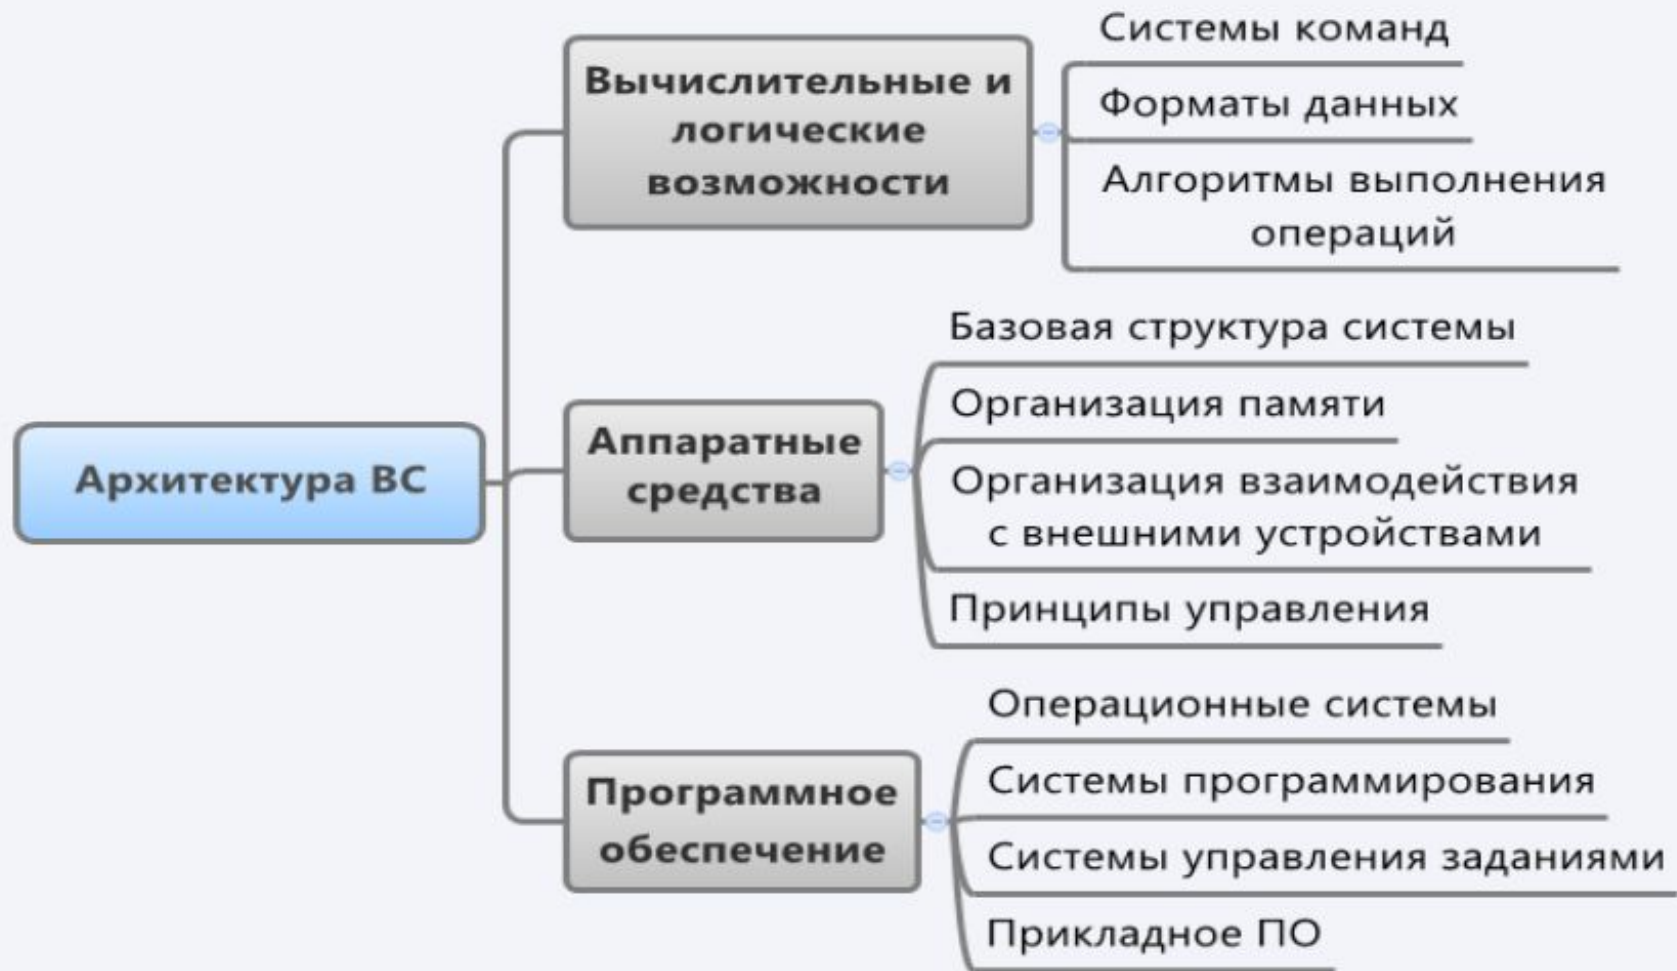 Архитектура ВС
Вычислительные и
логические
возможности
Системы команд
Форматы данных
Алгоритмы выполнения
операций
Аппаратные
средства
Базовая структура системы
Организация памяти
Организация взаимодействия
с внешними устройствами
Принципы управления
Программное
обеспечение
Операционные системы
Системы программирования
Системы управления заданиями
Прикладное ПО